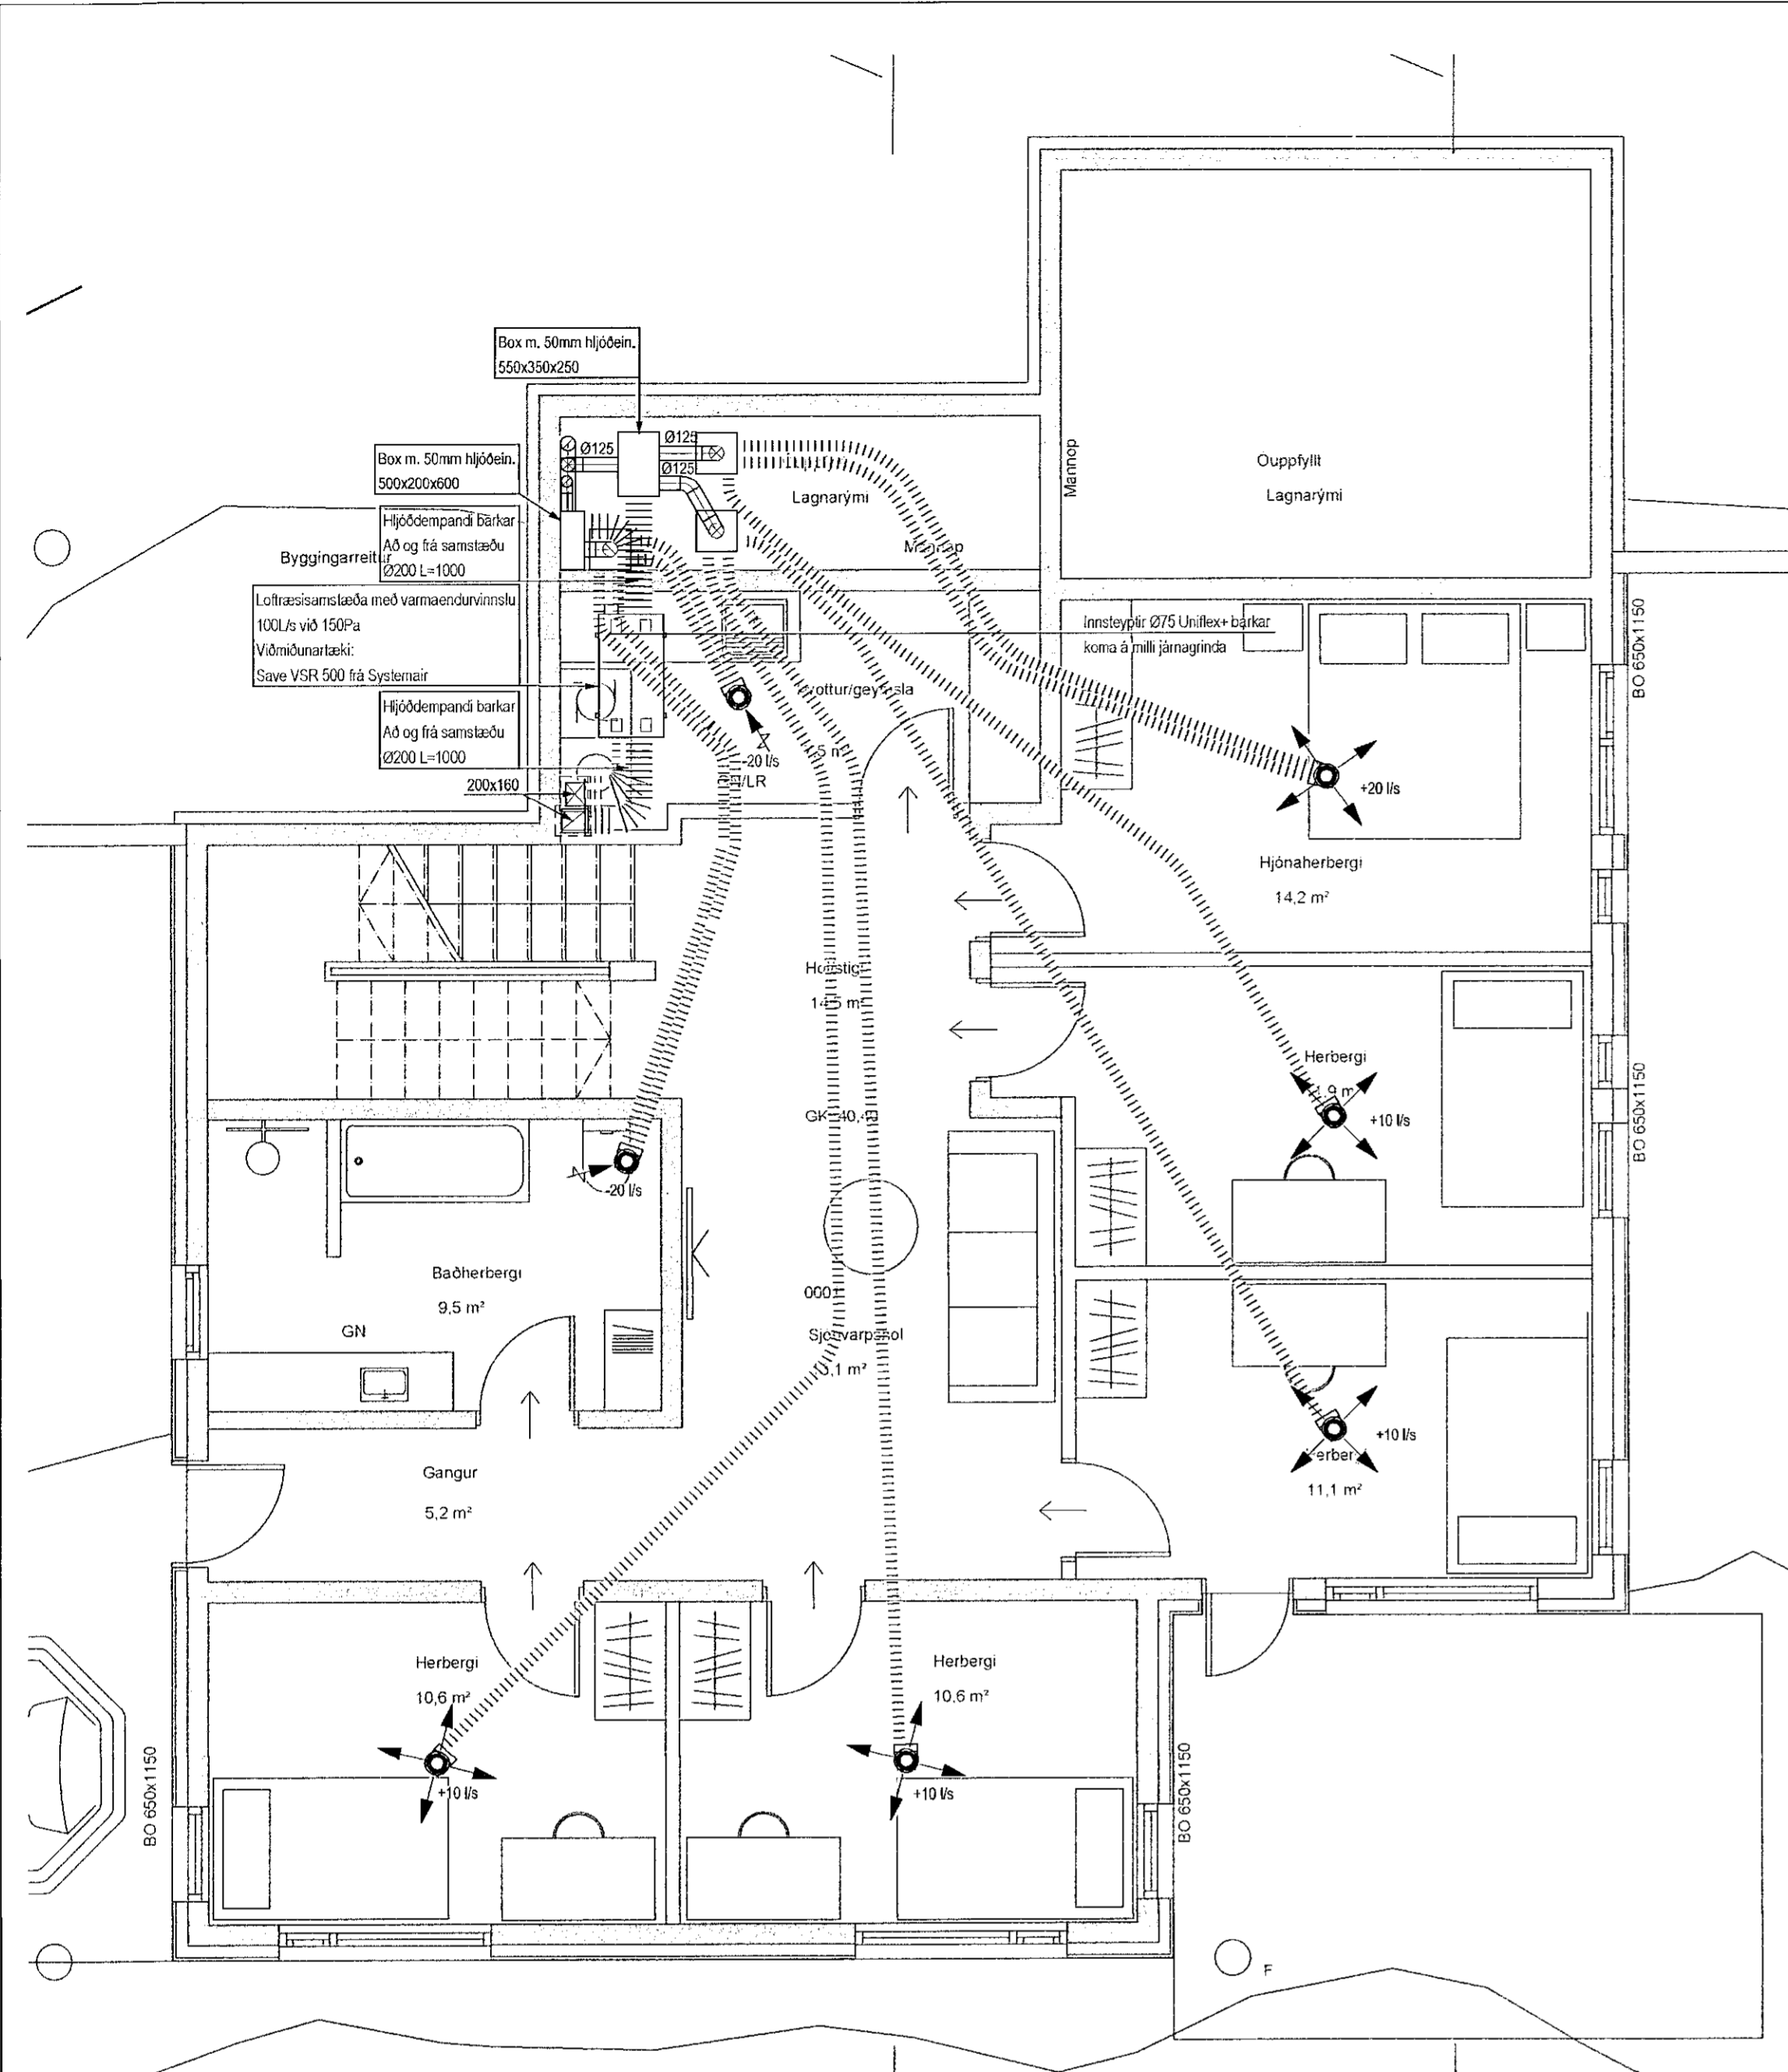 Box m. 50mm hljóðein.
550x350x250
Ø125
Ø125
Ø125
Box m. 50mm hljóðein.
500x200x600
Lagnarými
Mannop
Ouppfyllt
Lagnarými
Hljóðdempandi barkar
Að og frá samstæðu
Ø200 L=1000
Byggingarreitur
Loftræsisamstæða með varmaendurvinnslu
100L/s við 150Pa
Viðmiðunartæki:
Save VSR 500 frá Systemair
Innsteyptir Ø75 Uniflex+ barkar
koma á milli járnagrinda
BO 650x1150
Hljóðdempandi barkar
Að og frá samstæðu
Ø200 L=1000
200x160
-20 l/s
+20 l/s
Hjónaherbergi
14,2 m²
Herbergi
+10 l/s
BO 650x1150
-20 l/s
Baðherbergi
9,5 m²
GN
+10 l/s
11,1 m²
Gangur
5,2 m²
Herbergi
10,6 m²
+10 l/s
Herbergi
10,6 m²
+10 l/s
BO 650x1150
BO 650x1150
F